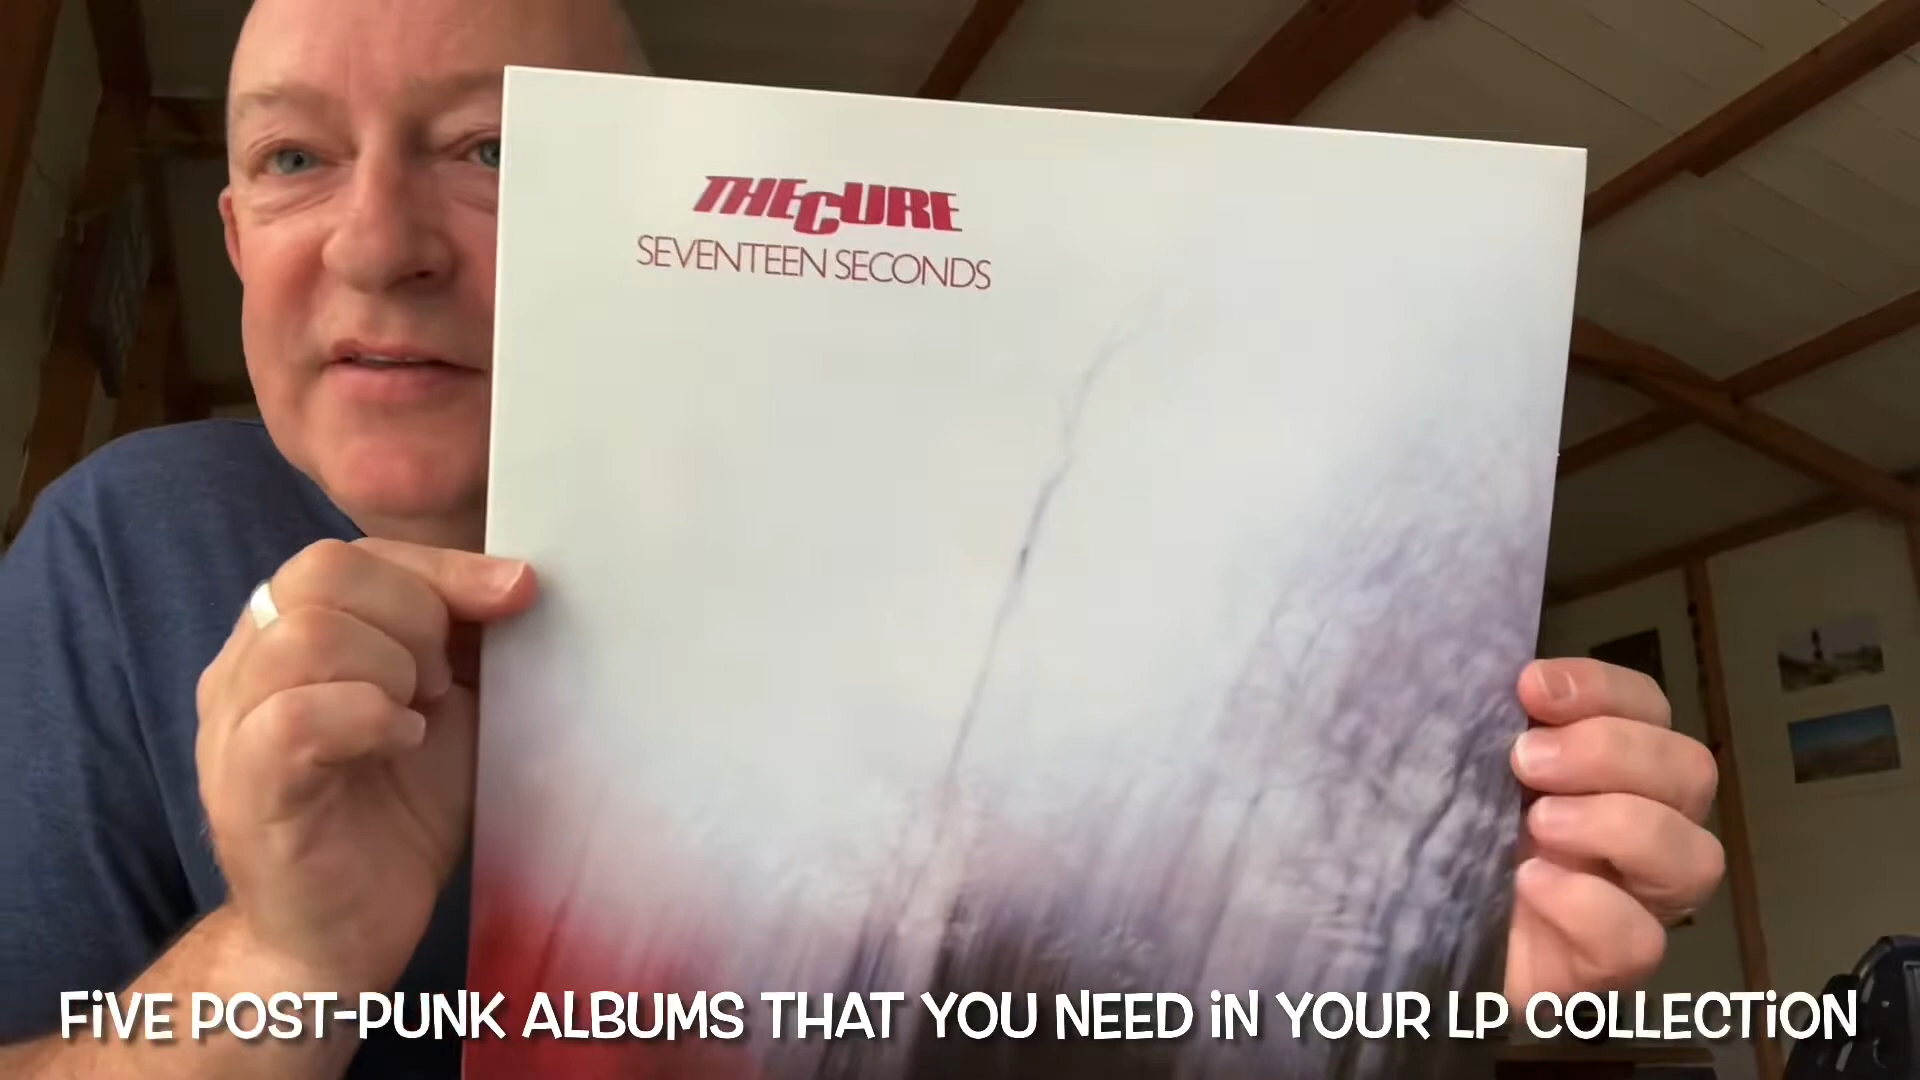 THE CURE
SEVENTEEN SECONDS
FiVE POST-PUNK ALBUMS THAT YOU NEED iN YOUR LP COLLECTiON